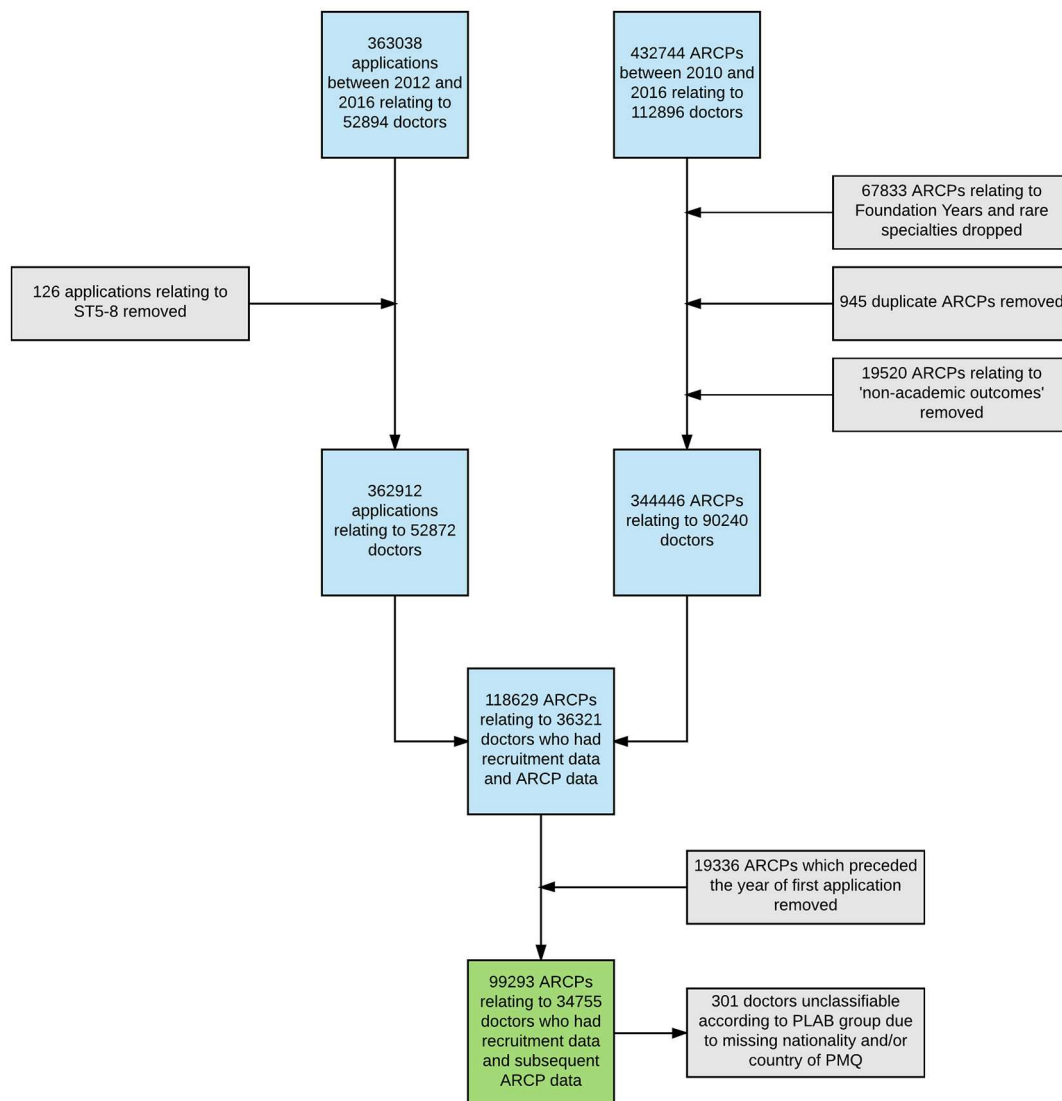 363038
applications
between 2012 and
2016 relating to
52894 doctors
432744 ARCPs
between 2010 and
2016 relating to
112896 doctors
67833 ARCPs relating to
Foundation Years and rare
specialties dropped
126 applications relating to
ST5-8 removed
945 duplicate ARCPs removed
19520 ARCPs relating to
'non-academic outcomes'
removed
362912
applications
relating to 52872
doctors
344446 ARCPs
relating to 90240
doctors
118629 ARCPs
relating to 36321
doctors who had
recruitment data
and ARCP data
19336 ARCPs which preceded
the year of first application
removed
99293 ARCPs
relating to 34755
doctors who had
recruitment data
and subsequent
ARCP data
301 doctors unclassifiable
according to PLAB group due
to missing nationality and/or
country of PMQ